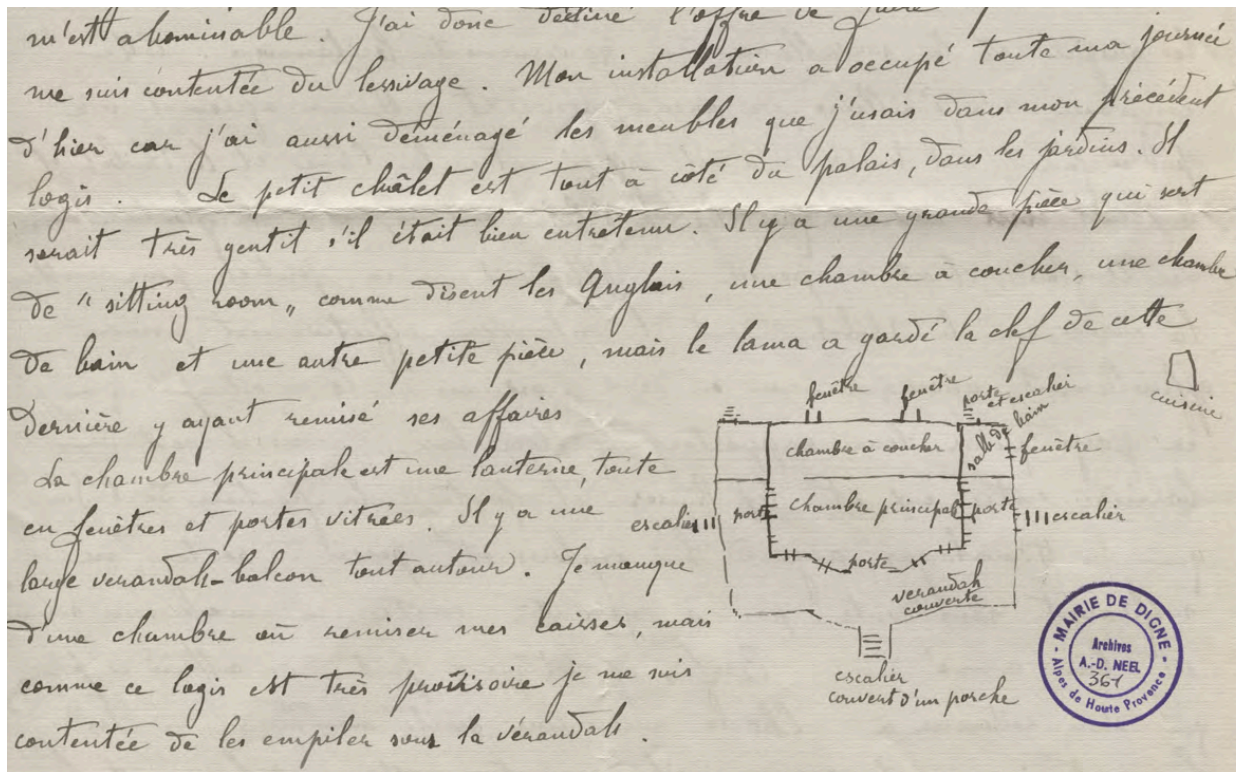 m'est abominable. J'ai donc décliné l'offre de faire
me suis contentée du lessivage. Mon installation a occupé toute ma journée
d'hier car j'ai aussi déménagé les meubles que j'usais dans mon précédent
logis. Le petit châlet est tout à côté du palais, dans les jardins. Il
serait très gentil s'il était bien entretenu. Il y a une grande pièce qui sert
de "sitting room" comme disent les Anglais, une chambre à coucher, une chambre
de bain et une autre petite pièce, mais le lama a gardé la clef de cette
dernière y ayant remisé ses affaires
La chambre principale est une lanterne, toute
en fenêtres et portes vitrées. Il y a une
large verandah-balcon tout autour. Je manque
d'une chambre où remiser mes caisses, mais
comme ce logis est très provisoire je me suis
contentée de les empiler sous la vérandah.
fenêtre
fenêtre
porte
et escalier
cuisine
chambre à coucher
salle de bain
fenêtre
escalier
porte
chambre principal
porte
escalier
porte
verandah
couverte
escalier
couvert d'un porche
MAIRIE DE DIGNE
Archives
A.-D. NEEL
361
Alpes de Haute Provence